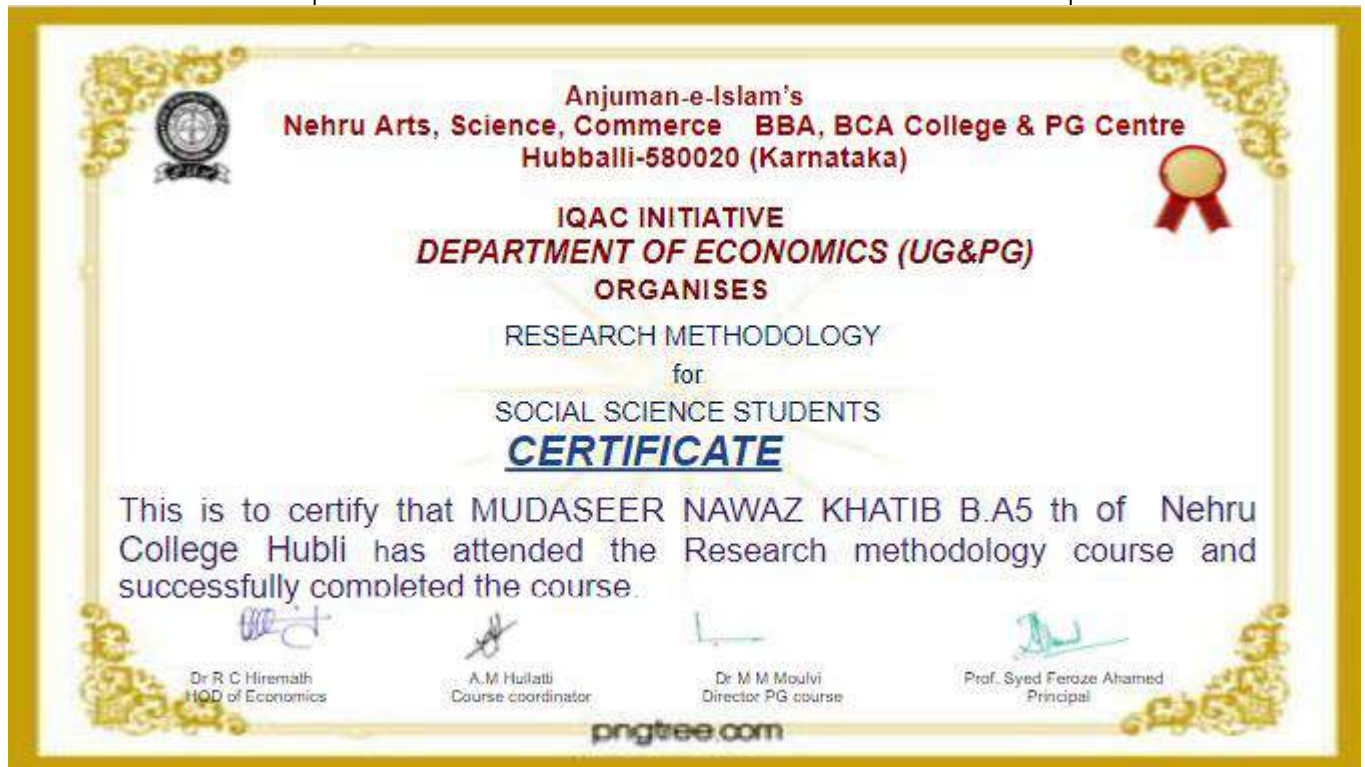 Anjuman-e-Islam's
Nehru Arts, Science, Commerce BBA, BCA College & PG Centre
Hubballi-580020 (Karnataka)
IQAC INITIATIVE
DEPARTMENT OF ECONOMICS (UG&PG)
ORGANISES
RESEARCH METHODOLOGY
for
SOCIAL SCIENCE STUDENTS
CERTIFICATE
This is to certify that MUDASEER NAWAZ KHATIB B.A5 th of Nehru
College Hubli has attended the Research methodology course and
successfully completed the course.
Dr R C Hiremath
HOD of Economics
A.M Hullatti
Course coordinator
Dr M M Moulvi
Director PG course
Prof. Syed Feroze Ahamed
Principal
pngtree.com